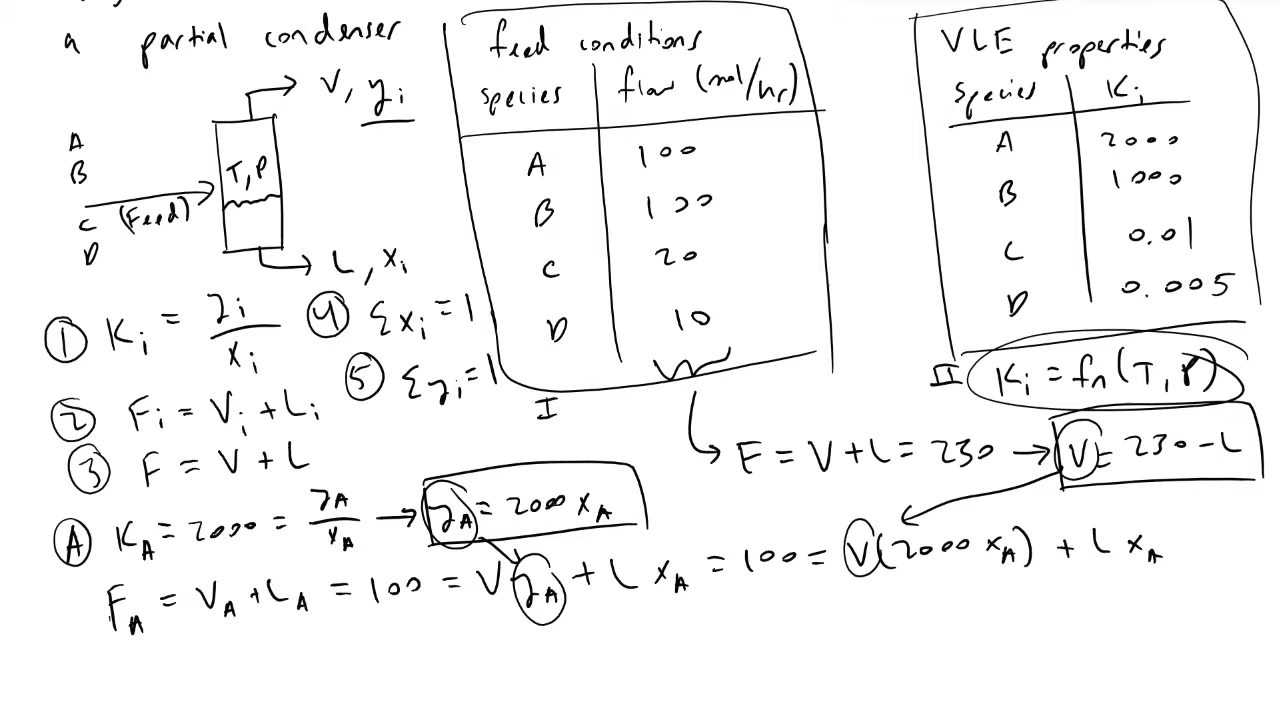 a partial condenser
V, yi
A
B
C (Feed)
D
T, P
L, xi
feed conditions
species flow (mol/hr)
A 100
B 100
C 20
D 10
I
VLE properties
species Ki
A 2000
B 1000
C 0.01
D 0.005
II Ki = fn (T, P)
① Ki = yi / xi
④ Σxi = 1
⑤ Σyi = 1
② Fi = Vi + Li
③ F = V + L
F = V + L = 230 → V = 230 - L
Ⓐ KA = 2000 = yA / xA → yA = 2000 xA
FA = VA + LA = 100 = V yA + L xA = 100 = V(2000 xA) + L xA